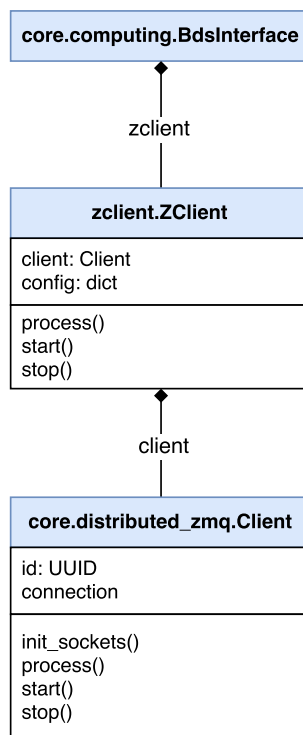 core.computing.BdsInterface
zclient
zclient.ZClient
client: Client
config: dict
process()
start()
stop()
client
core.distributed_zmq.Client
id: UUID
connection
init_sockets()
process()
start()
stop()